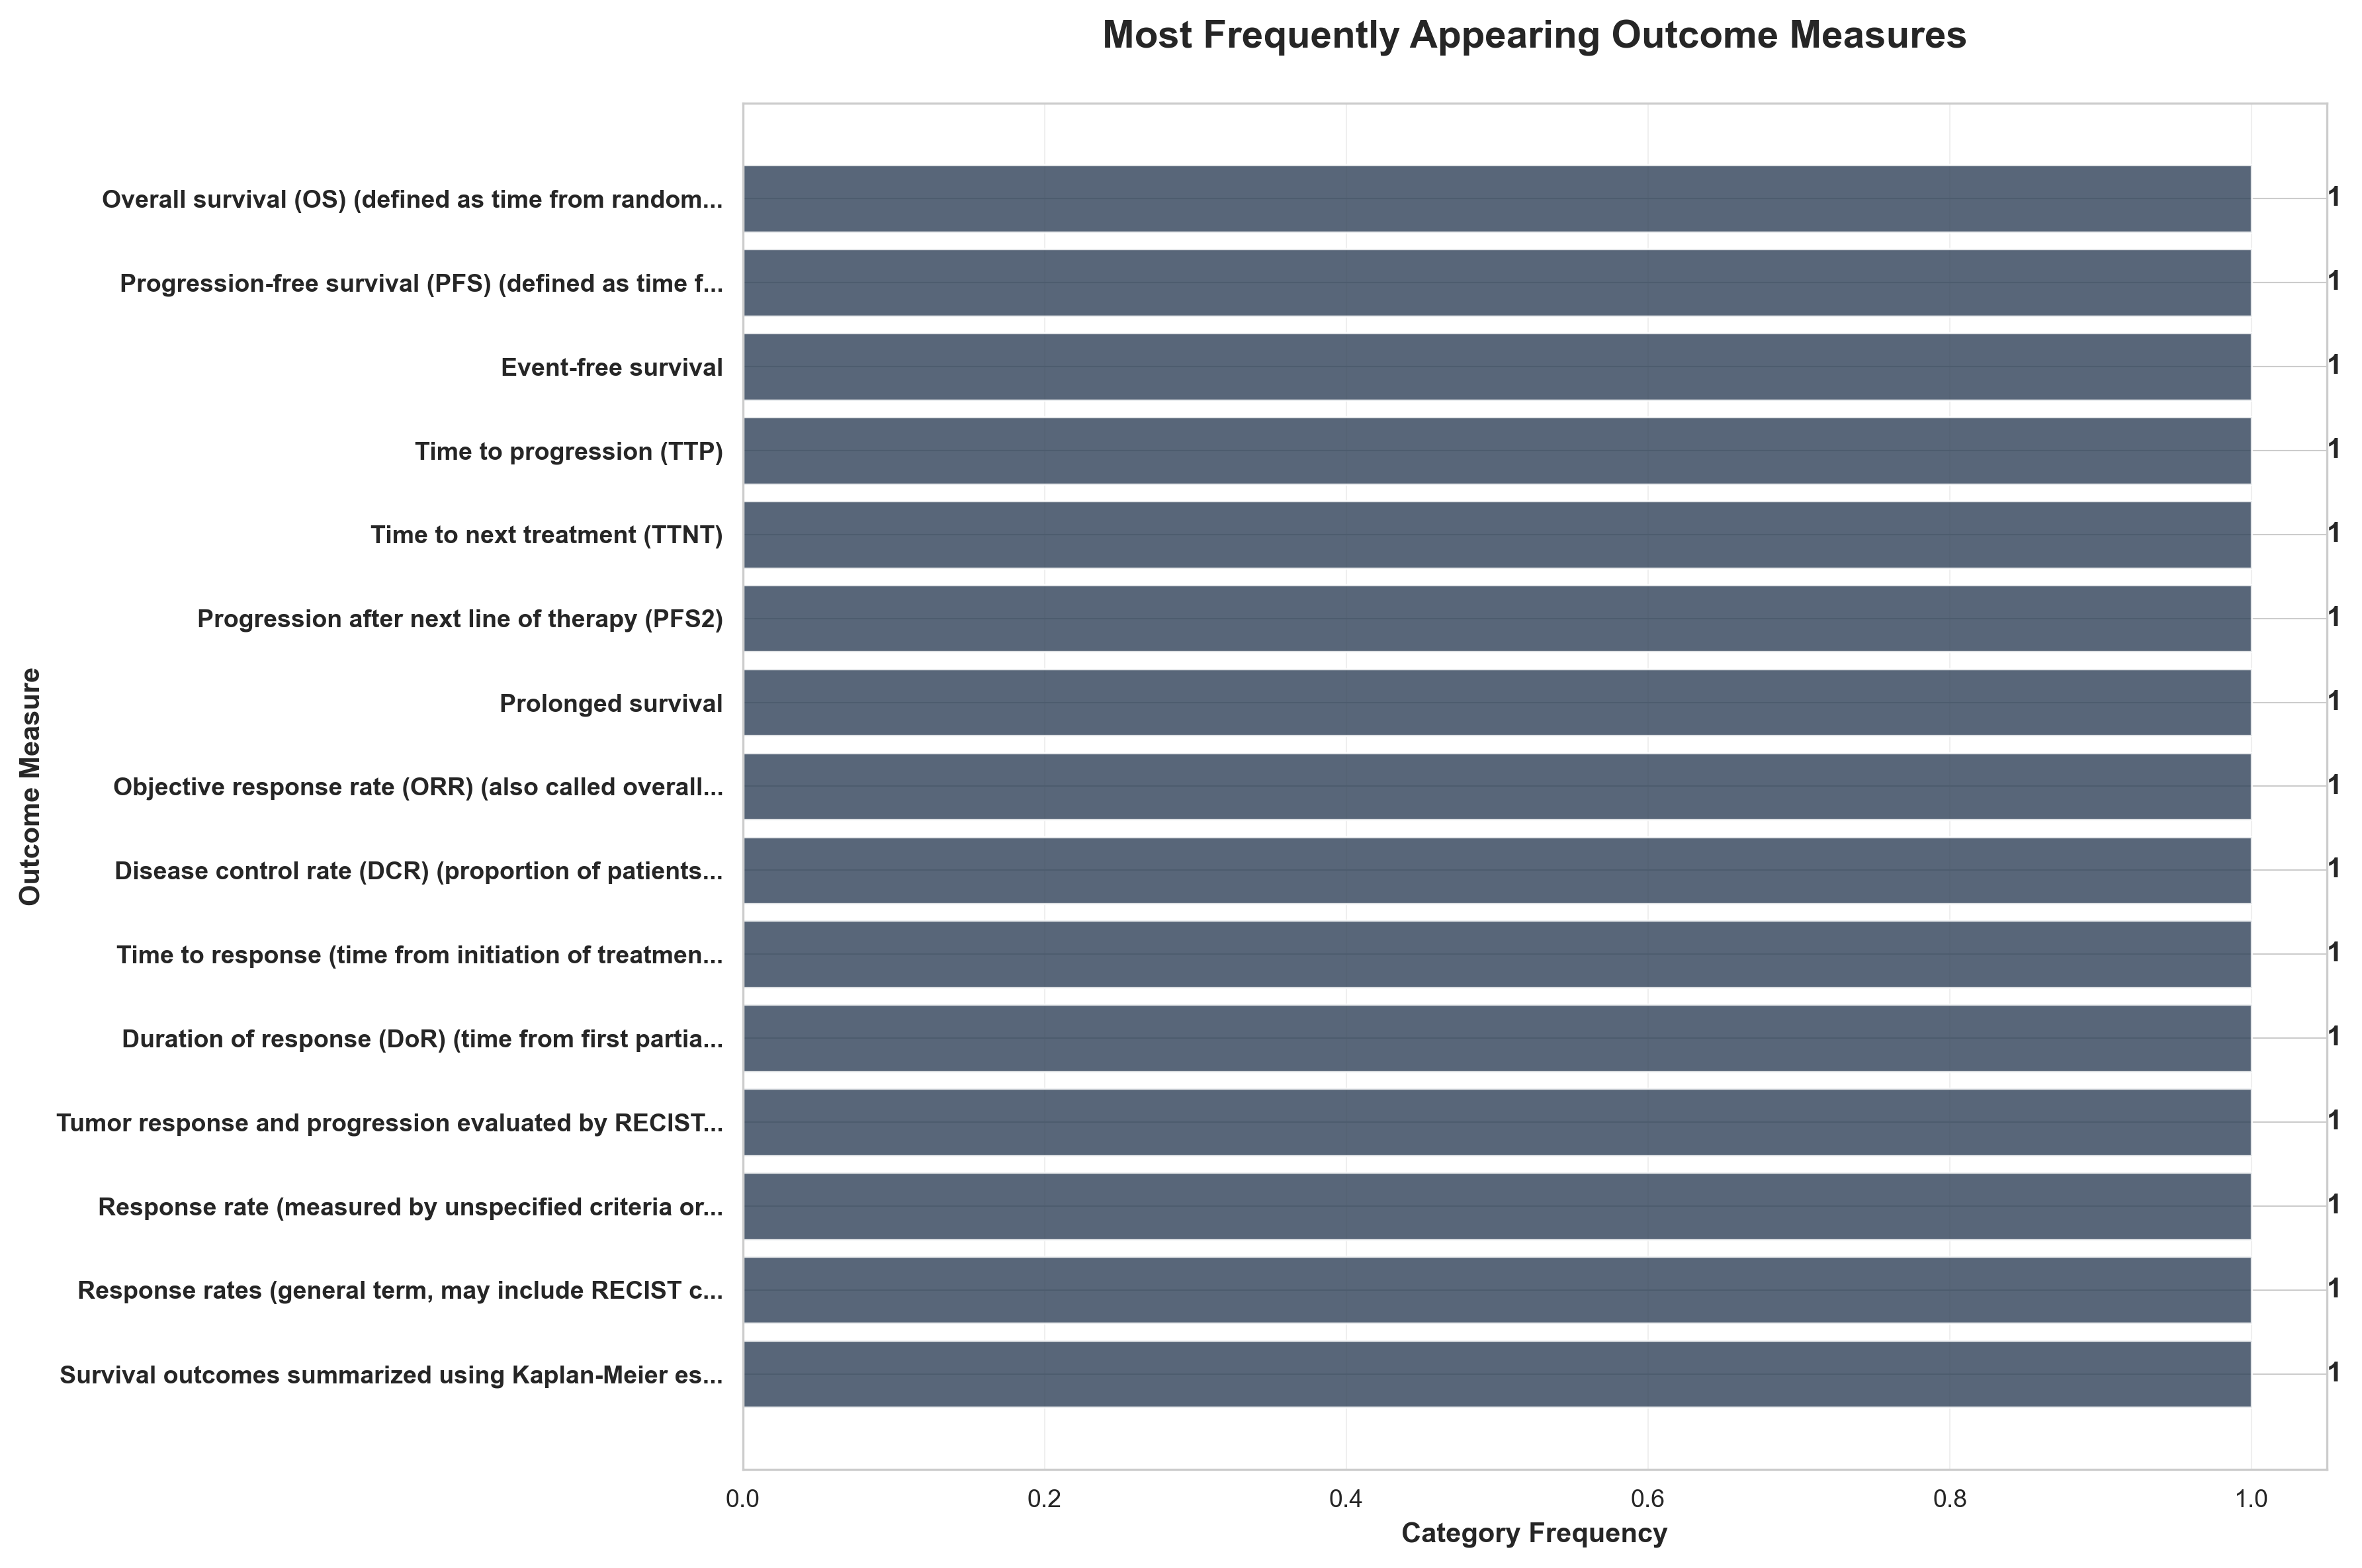 Most Frequently Appearing Outcome Measures
Overall survival (OS) (defined as time from random... 1
Progression-free survival (PFS) (defined as time f... 1
Event-free survival 1
Time to progression (TTP) 1
Time to next treatment (TTNT) 1
Progression after next line of therapy (PFS2) 1
Prolonged survival 1
Objective response rate (ORR) (also called overall... 1
Disease control rate (DCR) (proportion of patients... 1
Time to response (time from initiation of treatmen... 1
Duration of response (DoR) (time from first partia... 1
Tumor response and progression evaluated by RECIST... 1
Response rate (measured by unspecified criteria or... 1
Response rates (general term, may include RECIST c... 1
Survival outcomes summarized using Kaplan-Meier es... 1
Outcome Measure
0.0 0.2 0.4 0.6 0.8 1.0
Category Frequency